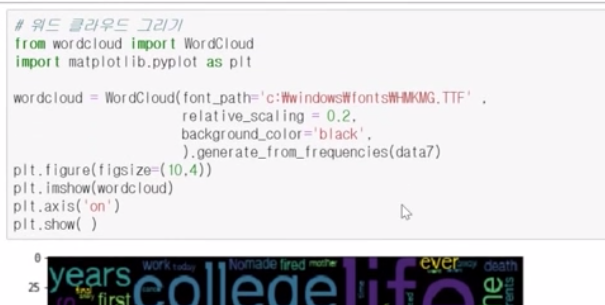 # 워드 클라우드 그리기
from wordcloud import WordCloud
import matplotlib.pyplot as plt
wordcloud = WordCloud(font_path='c:₩windows₩fonts₩HMKMG.TTF' ,
relative_scaling = 0.2,
background_color='black',
).generate_from_frequencies(data7)
plt.figure(figsize=(10,4))
plt.imshow(wordcloud)
plt.axis('on')
plt.show( )
0
work today Nomade fired mother ever death
years college life
25
first